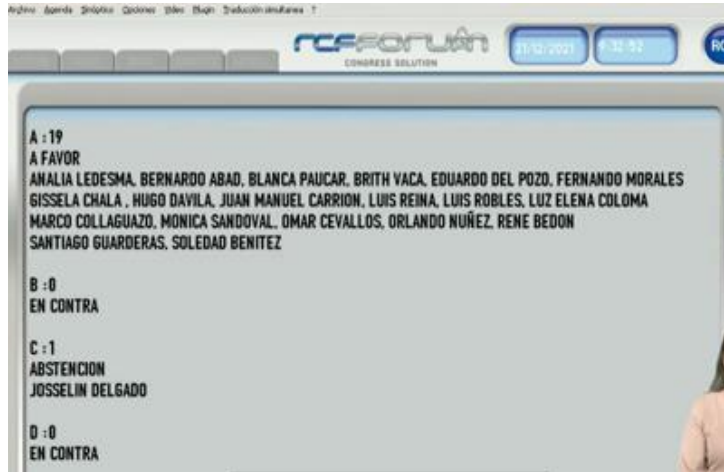 Archivo Agenda Sinóptico Opciones Video Plugin Traducción simultanea ?
rcf Forum
CONGRESS SOLUTION
21/12/2021
A :19
A FAVOR
ANALIA LEDESMA, BERNARDO ABAD, BLANCA PAUCAR, BRITH VACA, EDUARDO DEL POZO, FERNANDO MORALES
GISSELA CHALA , HUGO DAVILA, JUAN MANUEL CARRION, LUIS REINA, LUIS ROBLES, LUZ ELENA COLOMA
MARCO COLLAGUAZO, MONICA SANDOVAL, OMAR CEVALLOS, ORLANDO NUÑEZ, RENE BEDON
SANTIAGO GUARDERAS, SOLEDAD BENITEZ
B :0
EN CONTRA
C :1
ABSTENCION
JOSSELIN DELGADO
D :0
EN CONTRA